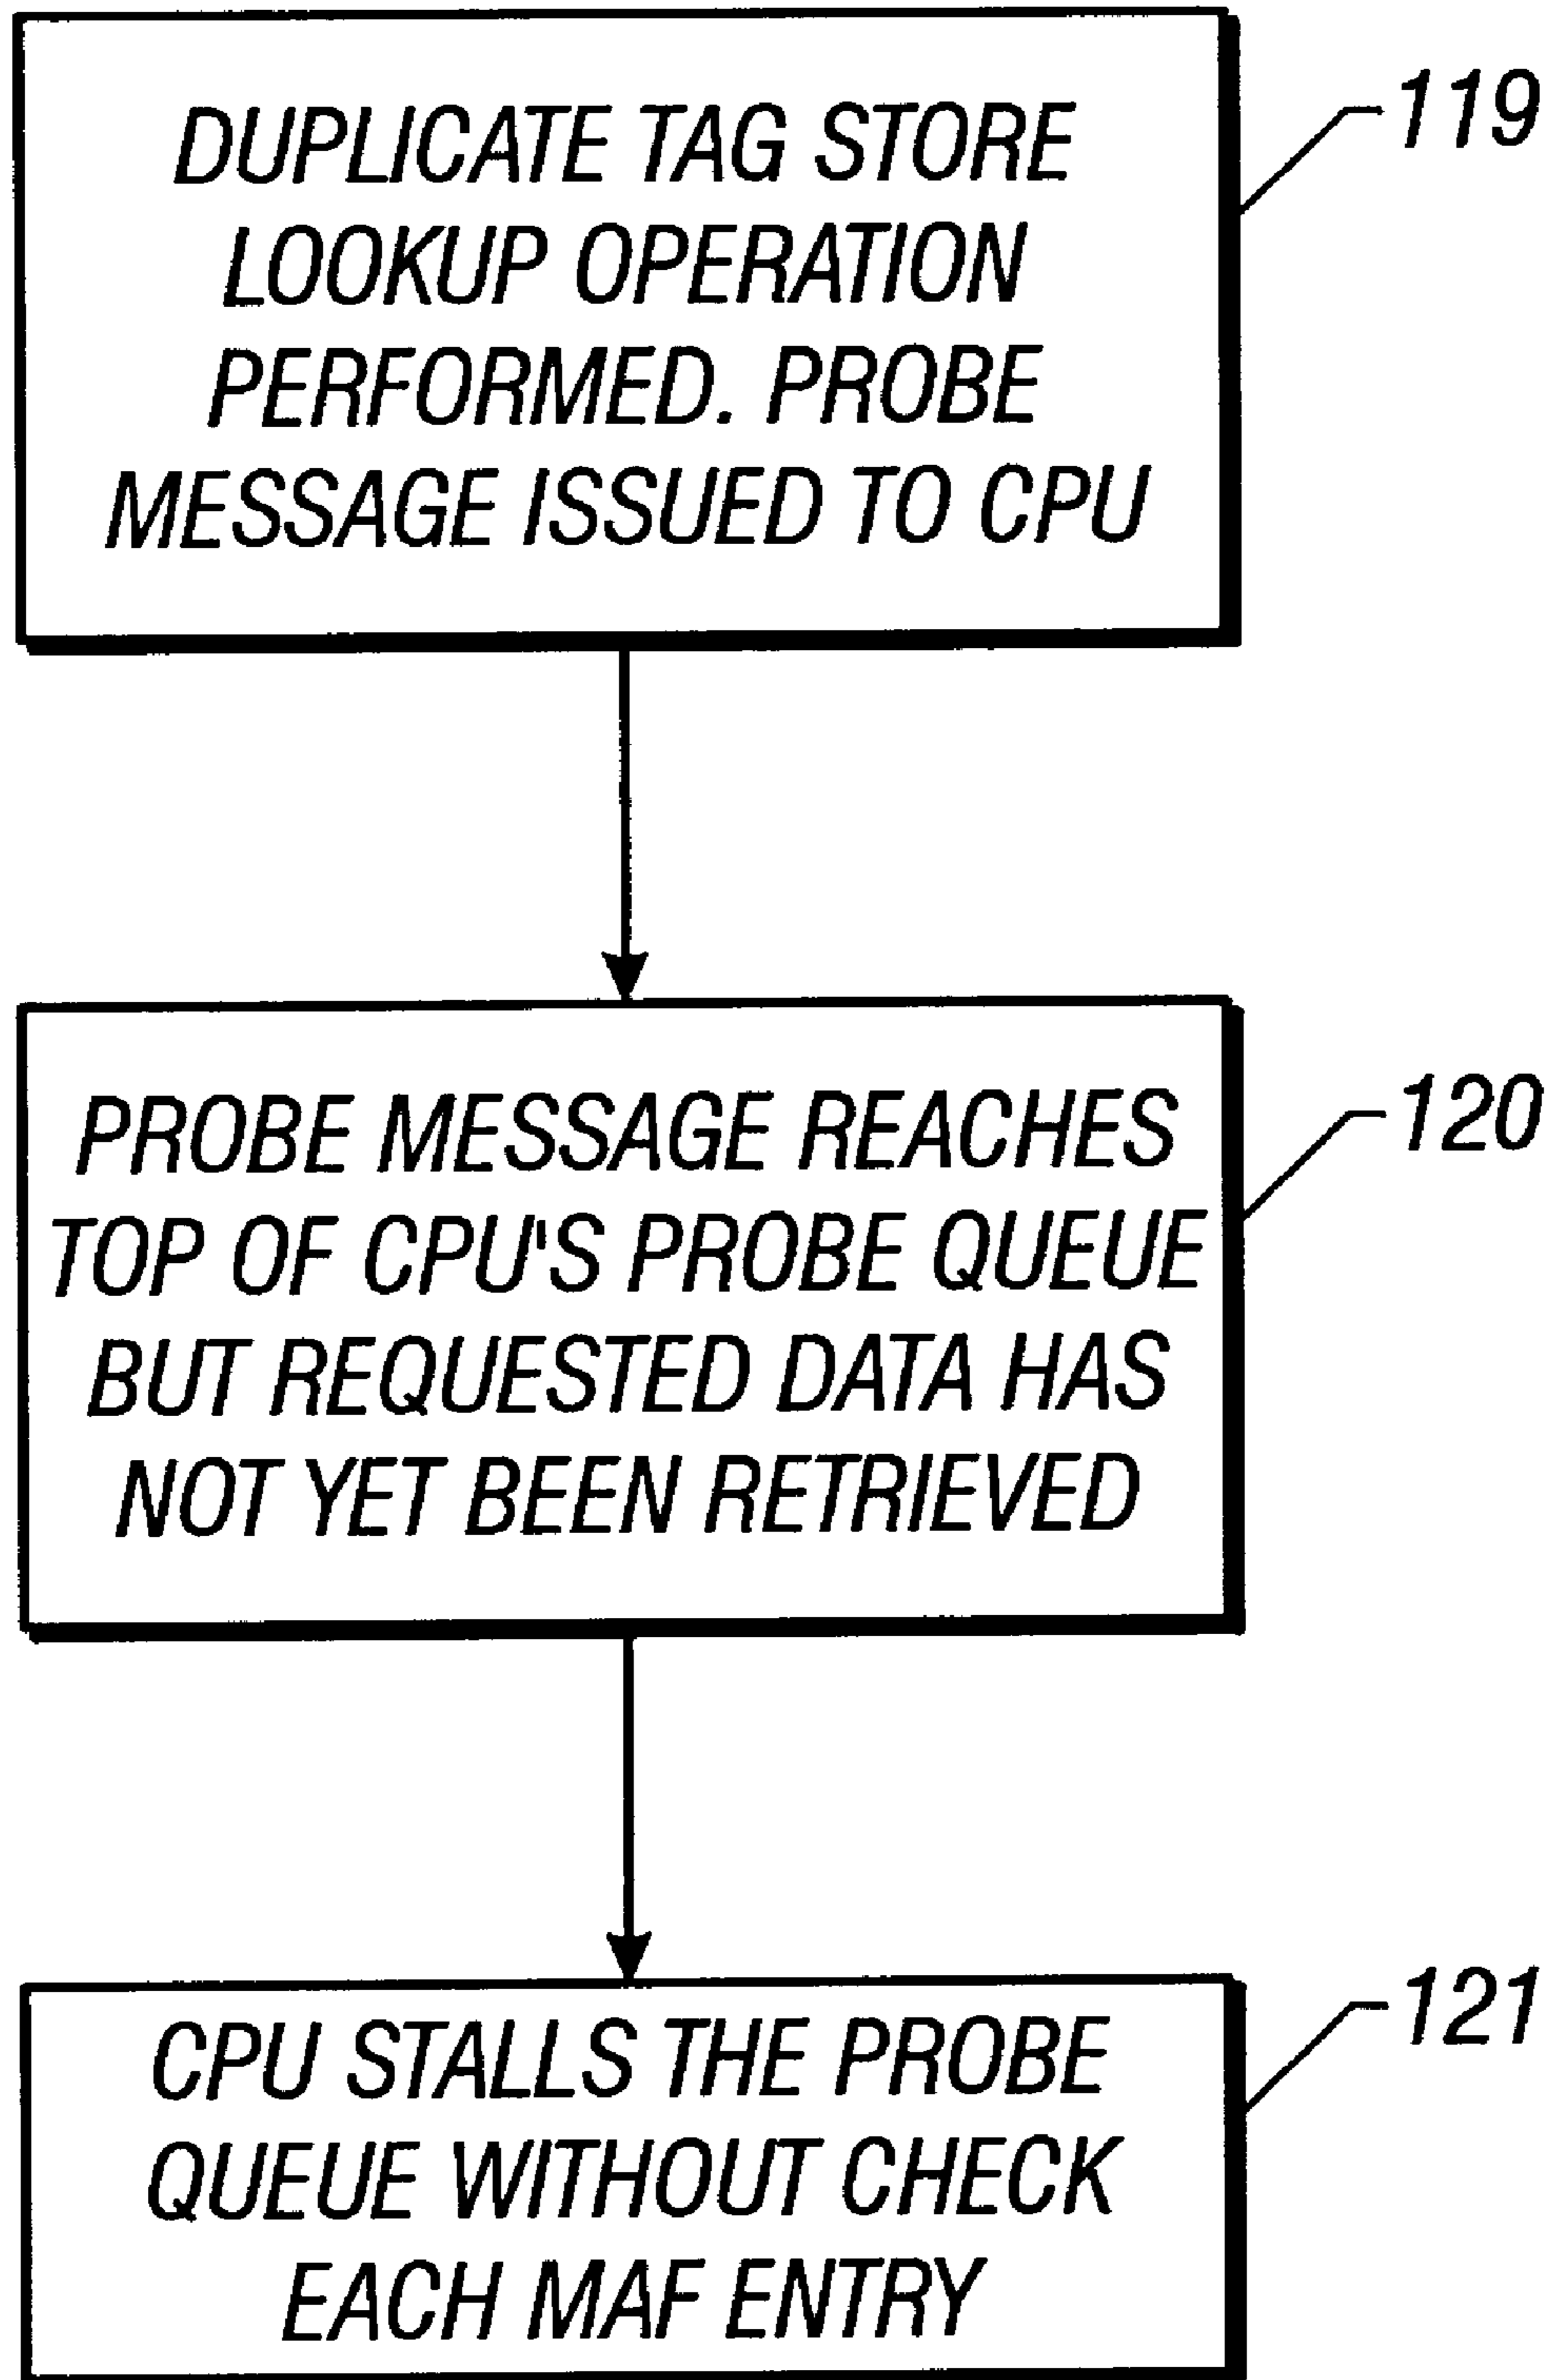 DUPLICATE TAG STORE
LOOKUP OPERATION
PERFORMED. PROBE
MESSAGE ISSUED TO CPU
119
PROBE MESSAGE REACHES
TOP OF CPU'S PROBE QUEUE
BUT REQUESTED DATA HAS
NOT YET BEEN RETRIEVED
120
CPU STALLS THE PROBE
QUEUE WITHOUT CHECK
EACH MAF ENTRY
121